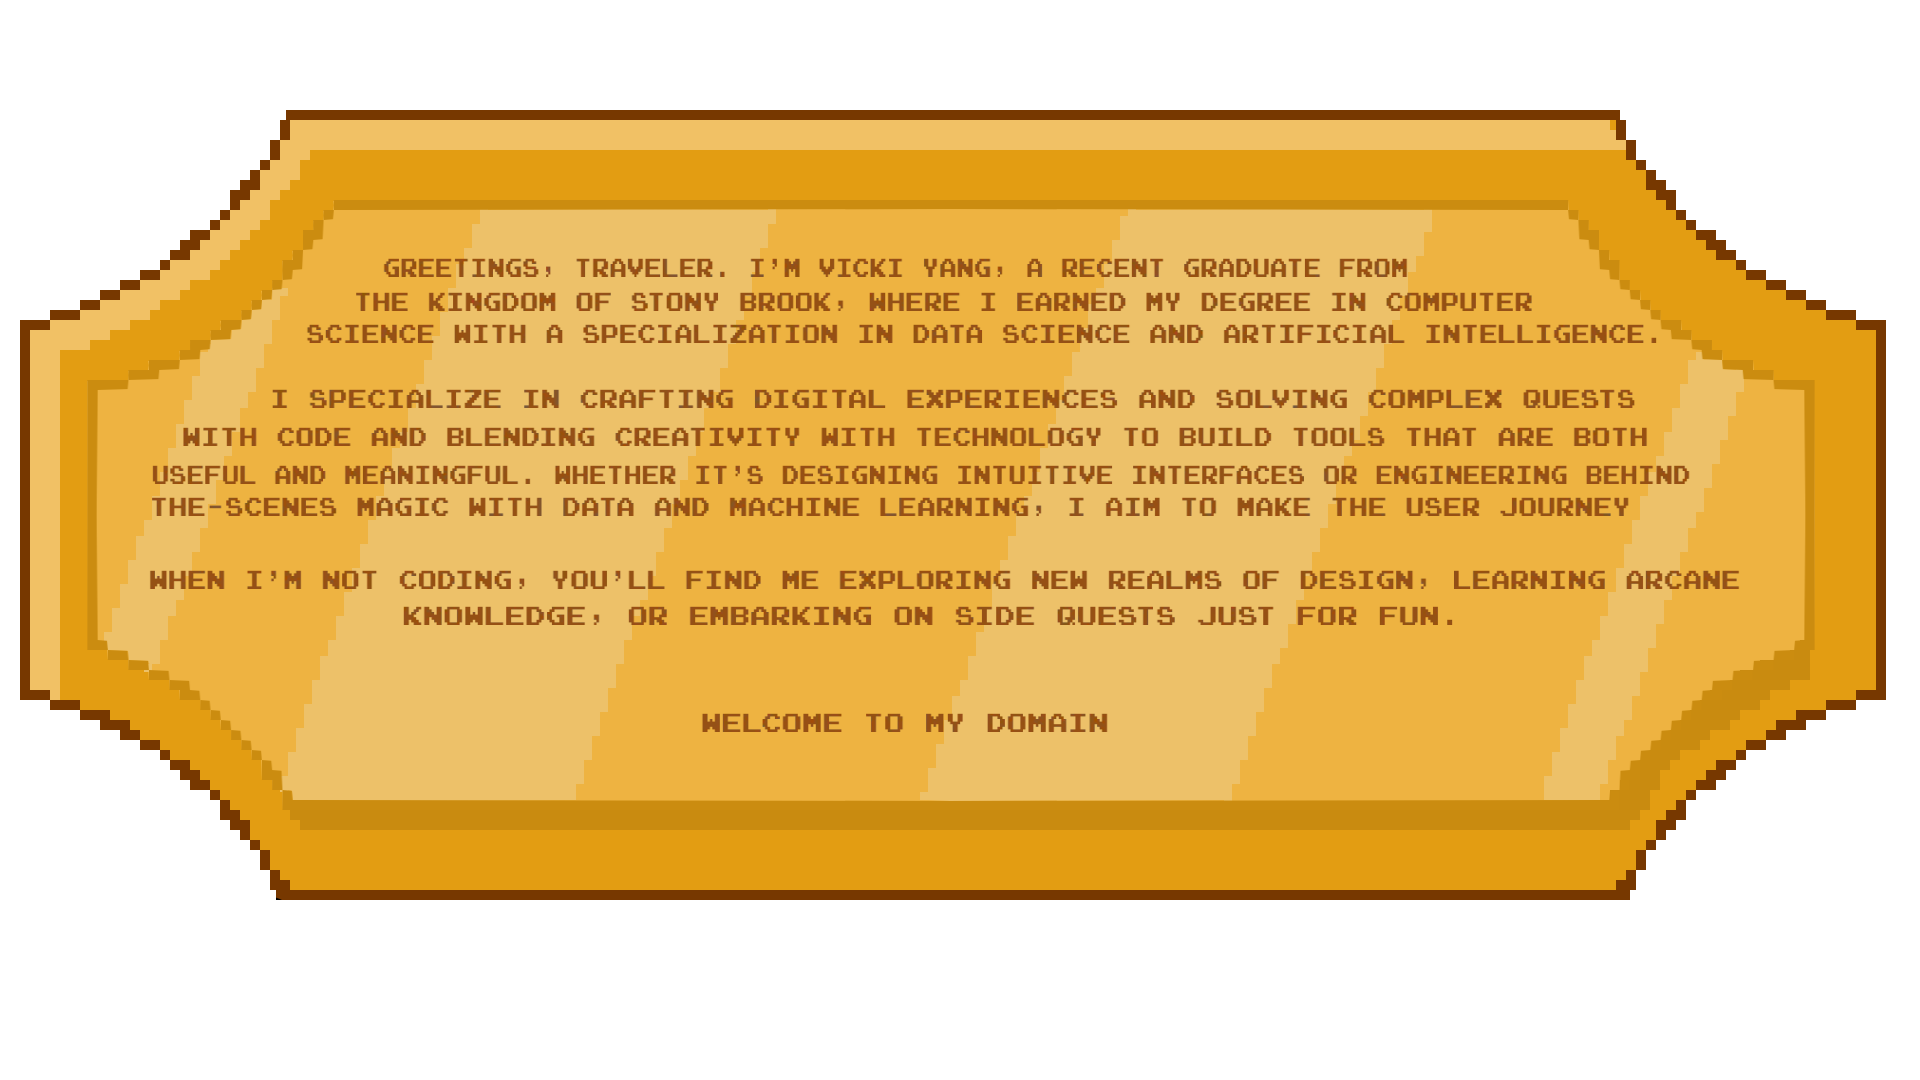 GREETINGS, TRAVELER. I'M VICKI YANG, A RECENT GRADUATE FROM
THE KINGDOM OF STONY BROOK, WHERE I EARNED MY DEGREE IN COMPUTER
SCIENCE WITH A SPECIALIZATION IN DATA SCIENCE AND ARTIFICIAL INTELLIGENCE.
I SPECIALIZE IN CRAFTING DIGITAL EXPERIENCES AND SOLVING COMPLEX QUESTS
WITH CODE AND BLENDING CREATIVITY WITH TECHNOLOGY TO BUILD TOOLS THAT ARE BOTH
USEFUL AND MEANINGFUL. WHETHER IT'S DESIGNING INTUITIVE INTERFACES OR ENGINEERING BEHIND
THE-SCENES MAGIC WITH DATA AND MACHINE LEARNING, I AIM TO MAKE THE USER JOURNEY
WHEN I'M NOT CODING, YOU'LL FIND ME EXPLORING NEW REALMS OF DESIGN, LEARNING ARCANE
KNOWLEDGE, OR EMBARKING ON SIDE QUESTS JUST FOR FUN.
WELCOME TO MY DOMAIN